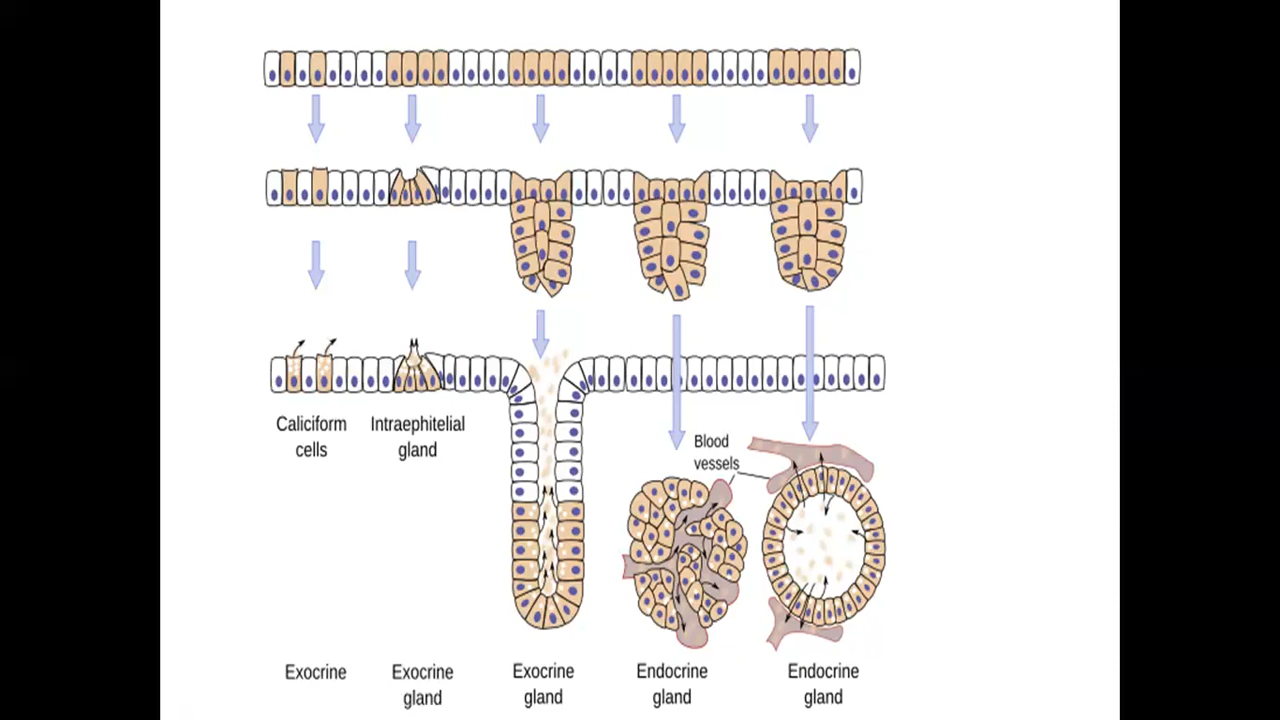 Caliciform
cells
Intraephitelial
gland
Blood
vessels
Exocrine
Exocrine
gland
Exocrine
gland
Endocrine
gland
Endocrine
gland